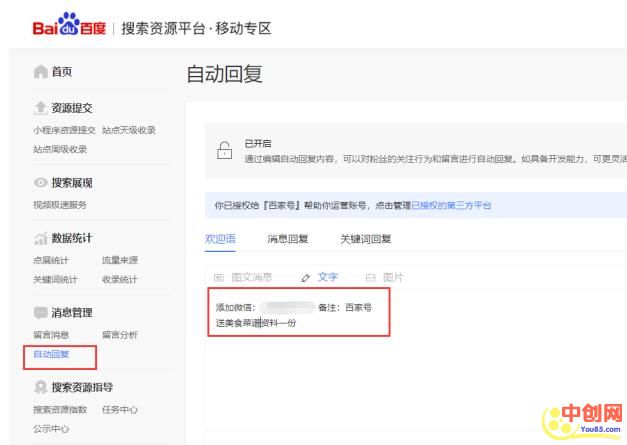 Bai du 百度 | 搜索资源平台·移动专区
首页
资源提交
小程序资源提交 站点天级收录
站点周级收录
搜索展现
视频极速服务
数据统计
点展统计 流量来源
关键词统计 收录统计
消息管理
留言消息 留言分析
自动回复
搜索资源指导
搜索资源指数 任务中心
公示中心
自动回复
已开启
通过编辑自动回复内容，可以对粉丝的关注行为和留言进行自动回复。如具备开发能力，可更灵活
你已授权给『百家号』帮助你运营账号，点击管理已授权的第三方平台
欢迎语 消息回复 关键词回复
图文消息 文字 图片
添加微信： 备注：百家号
送美食菜谱资料一份
中创网
You85.com